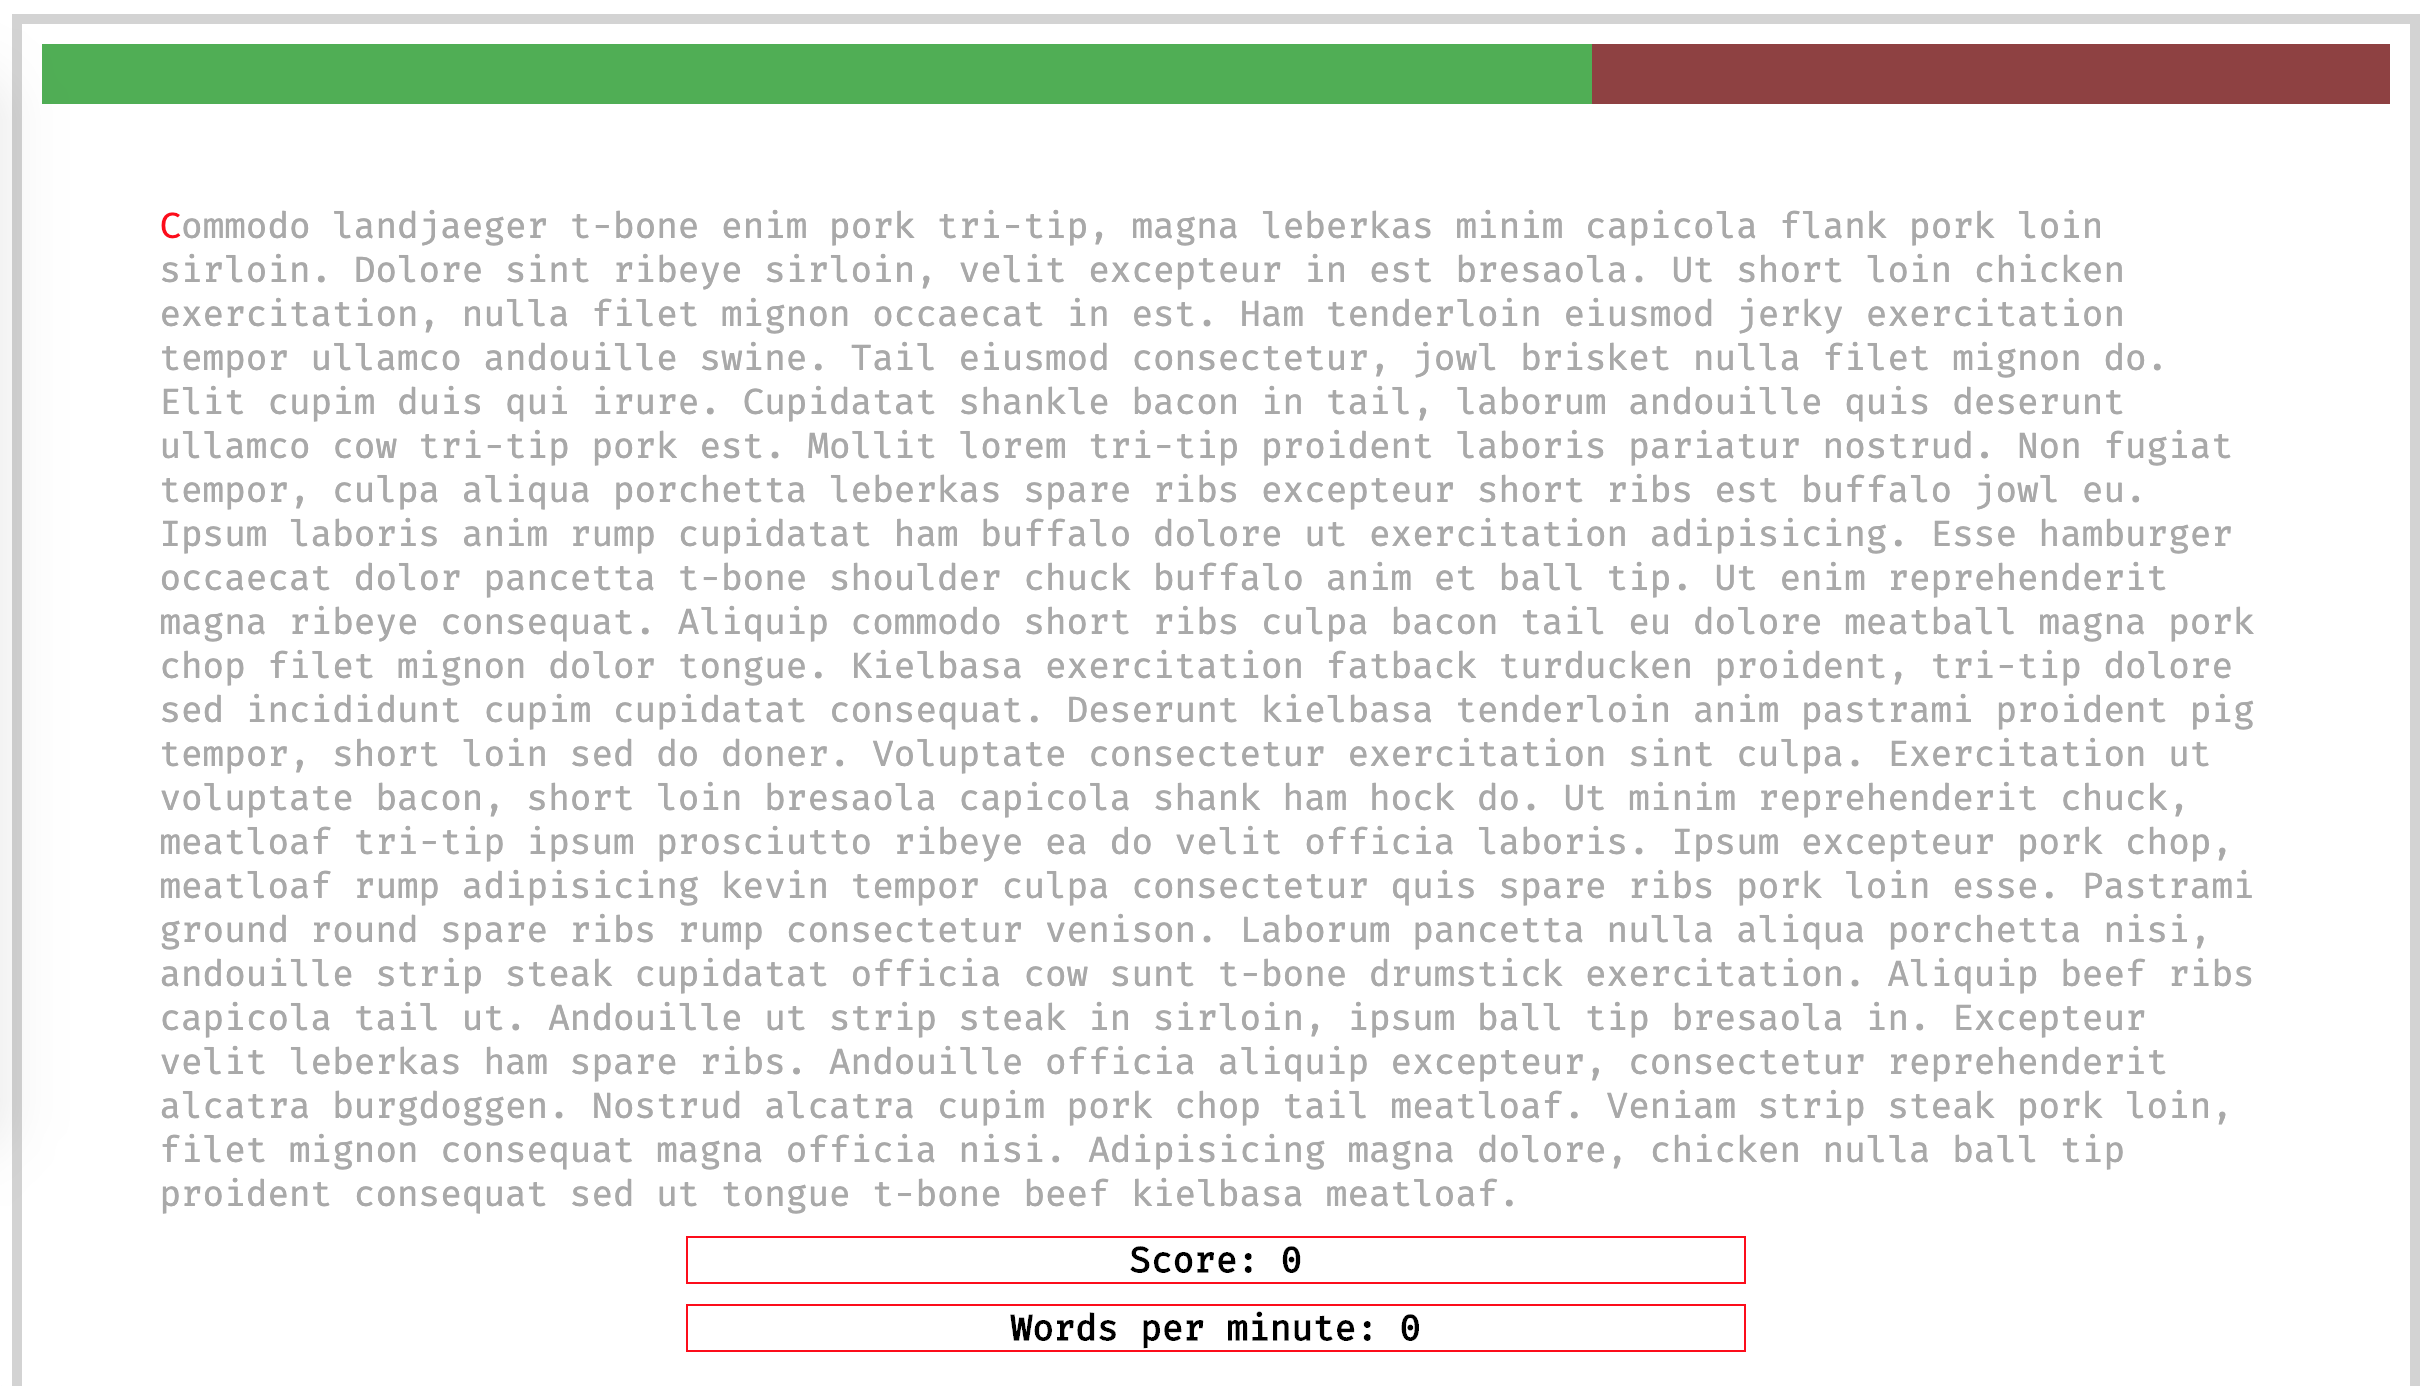 Commodo landjaeger t-bone enim pork tri-tip, magna leberkas minim capicola flank pork loin
sirloin. Dolore sint ribeye sirloin, velit excepteur in est bresaola. Ut short loin chicken
exercitation, nulla filet mignon occaecat in est. Ham tenderloin eiusmod jerky exercitation
tempor ullamco andouille swine. Tail eiusmod consectetur, jowl brisket nulla filet mignon do.
Elit cupim duis qui irure. Cupidatat shankle bacon in tail, laborum andouille quis deserunt
ullamco cow tri-tip pork est. Mollit lorem tri-tip proident laboris pariatur nostrud. Non fugiat
tempor, culpa aliqua porchetta leberkas spare ribs excepteur short ribs est buffalo jowl eu.
Ipsum laboris anim rump cupidatat ham buffalo dolore ut exercitation adipisicing. Esse hamburger
occaecat dolor pancetta t-bone shoulder chuck buffalo anim et ball tip. Ut enim reprehenderit
magna ribeye consequat. Aliquip commodo short ribs culpa bacon tail eu dolore meatball magna pork
chop filet mignon dolor tongue. Kielbasa exercitation fatback turducken proident, tri-tip dolore
sed incididunt cupim cupidatat consequat. Deserunt kielbasa tenderloin anim pastrami proident pig
tempor, short loin sed do doner. Voluptate consectetur exercitation sint culpa. Exercitation ut
voluptate bacon, short loin bresaola capicola shank ham hock do. Ut minim reprehenderit chuck,
meatloaf tri-tip ipsum prosciutto ribeye ea do velit officia laboris. Ipsum excepteur pork chop,
meatloaf rump adipisicing kevin tempor culpa consectetur quis spare ribs pork loin esse. Pastrami
ground round spare ribs rump consectetur venison. Laborum pancetta nulla aliqua porchetta nisi,
andouille strip steak cupidatat officia cow sunt t-bone drumstick exercitation. Aliquip beef ribs
capicola tail ut. Andouille ut strip steak in sirloin, ipsum ball tip bresaola in. Excepteur
velit leberkas ham spare ribs. Andouille officia aliquip excepteur, consectetur reprehenderit
alcatra burgdoggen. Nostrud alcatra cupim pork chop tail meatloaf. Veniam strip steak pork loin,
filet mignon consequat magna officia nisi. Adipisicing magna dolore, chicken nulla ball tip
proident consequat sed ut tongue t-bone beef kielbasa meatloaf.
Score: 0
Words per minute: 0